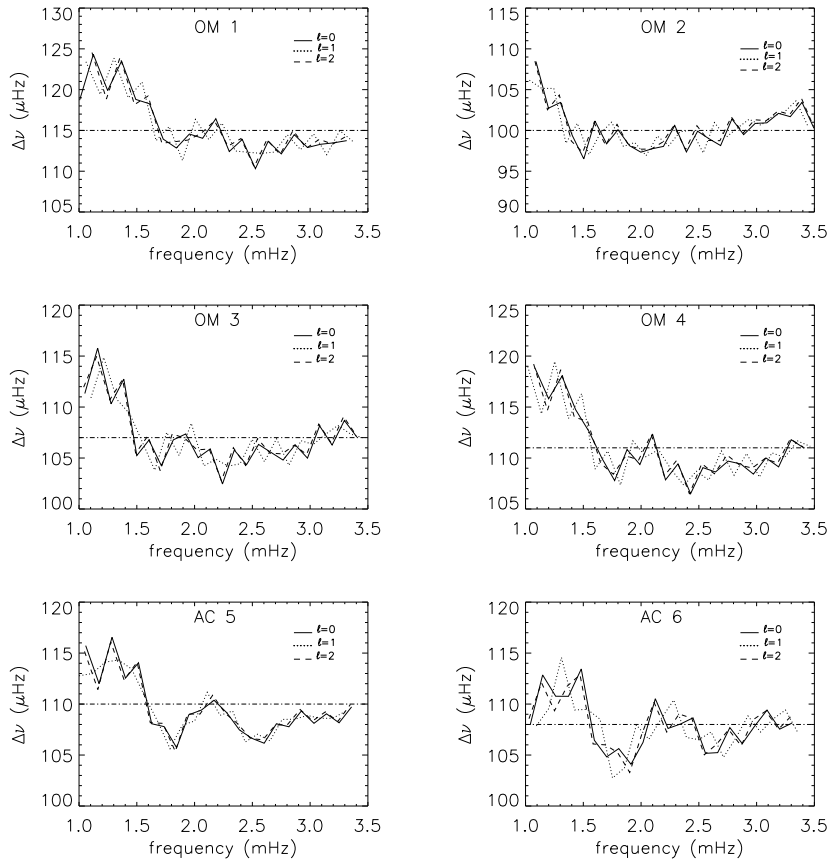 OM 1
ℓ=0
ℓ=1
ℓ=2
130
125
120
115
110
105
Δν (μHz)
1.0 1.5 2.0 2.5 3.0 3.5
frequency (mHz)
OM 2
ℓ=0
ℓ=1
ℓ=2
115
110
105
100
95
90
Δν (μHz)
1.0 1.5 2.0 2.5 3.0 3.5
frequency (mHz)
OM 3
ℓ=0
ℓ=1
ℓ=2
120
115
110
105
100
Δν (μHz)
1.0 1.5 2.0 2.5 3.0 3.5
frequency (mHz)
OM 4
ℓ=0
ℓ=1
ℓ=2
125
120
115
110
105
Δν (μHz)
1.0 1.5 2.0 2.5 3.0 3.5
frequency (mHz)
AC 5
ℓ=0
ℓ=1
ℓ=2
120
115
110
105
100
Δν (μHz)
1.0 1.5 2.0 2.5 3.0 3.5
frequency (mHz)
AC 6
ℓ=0
ℓ=1
ℓ=2
120
115
110
105
100
Δν (μHz)
1.0 1.5 2.0 2.5 3.0 3.5
frequency (mHz)